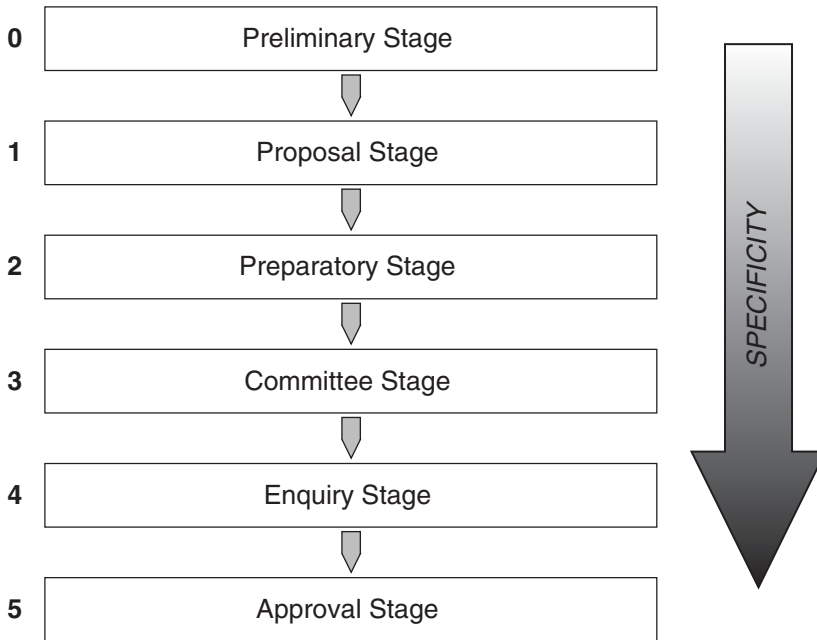 0 Preliminary Stage
1 Proposal Stage
2 Preparatory Stage
3 Committee Stage
4 Enquiry Stage
5 Approval Stage
SPECIFICITY